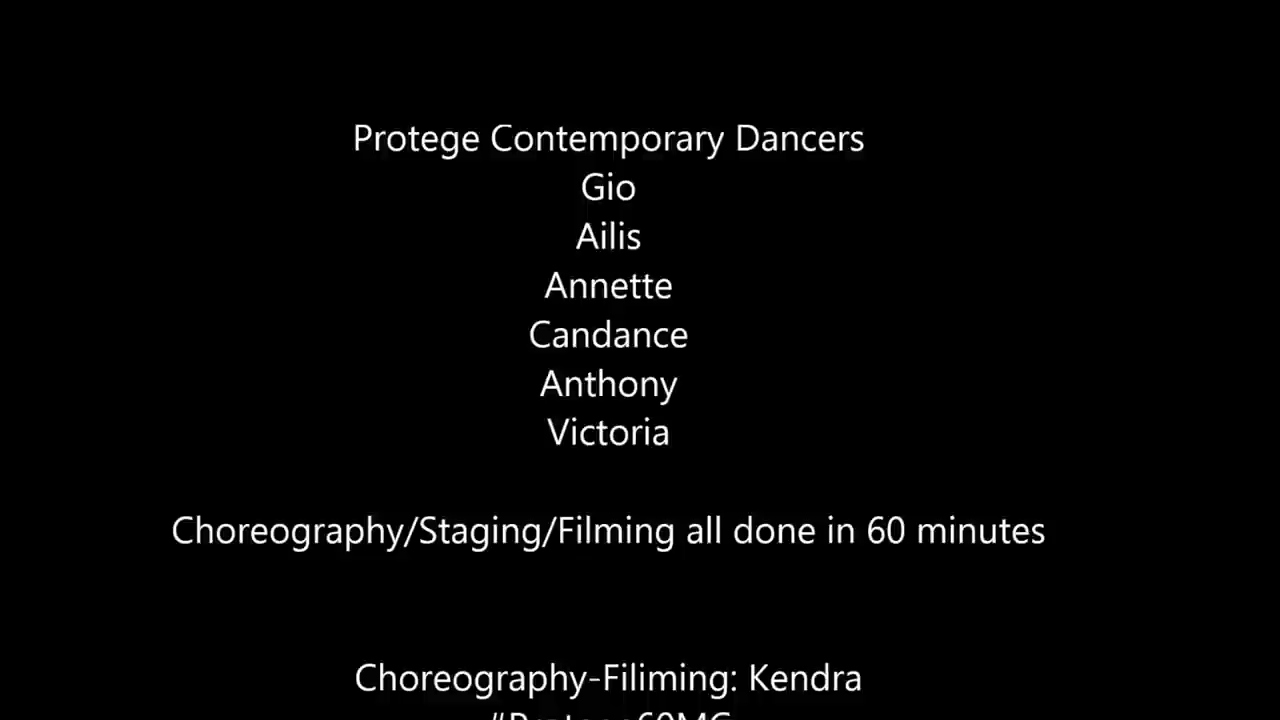 Protege Contemporary Dancers
Gio
Ailis
Annette
Candance
Anthony
Victoria
Choreography/Staging/Filming all done in 60 minutes
Choreography-Filiming: Kendra